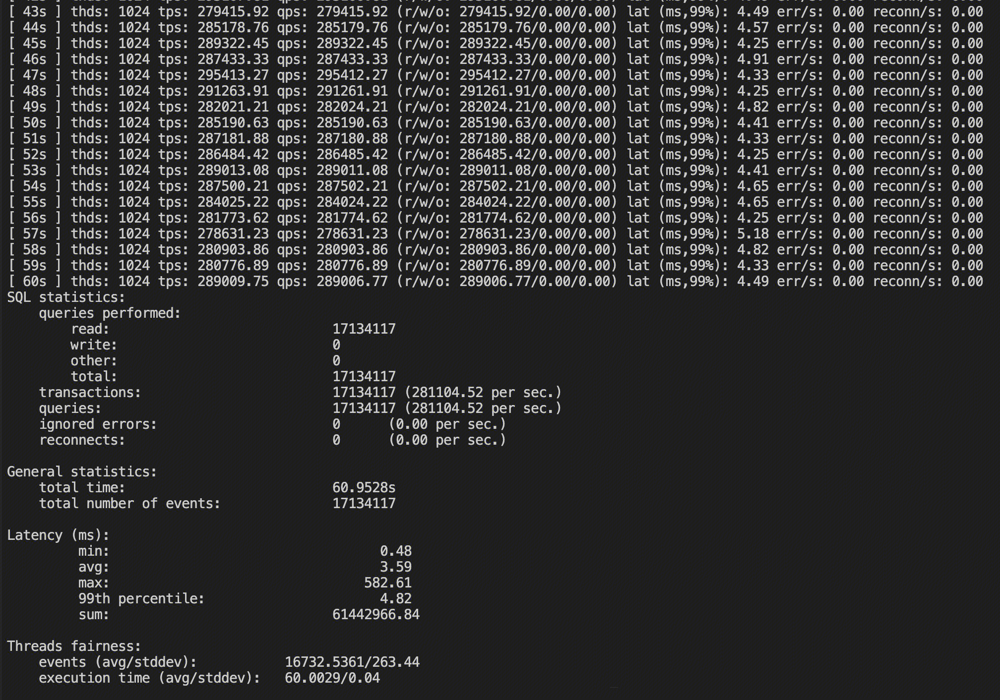 [ 43s ] thds: 1024 tps: 279415.92 qps: 279415.92 (r/w/o: 279415.92/0.00/0.00) lat (ms,99%): 4.49 err/s: 0.00 reconn/s: 0.00
[ 44s ] thds: 1024 tps: 285178.76 qps: 285179.76 (r/w/o: 285179.76/0.00/0.00) lat (ms,99%): 4.57 err/s: 0.00 reconn/s: 0.00
[ 45s ] thds: 1024 tps: 289322.45 qps: 289322.45 (r/w/o: 289322.45/0.00/0.00) lat (ms,99%): 4.25 err/s: 0.00 reconn/s: 0.00
[ 46s ] thds: 1024 tps: 287433.33 qps: 287433.33 (r/w/o: 287433.33/0.00/0.00) lat (ms,99%): 4.91 err/s: 0.00 reconn/s: 0.00
[ 47s ] thds: 1024 tps: 295413.27 qps: 295412.27 (r/w/o: 295412.27/0.00/0.00) lat (ms,99%): 4.33 err/s: 0.00 reconn/s: 0.00
[ 48s ] thds: 1024 tps: 291263.91 qps: 291261.91 (r/w/o: 291261.91/0.00/0.00) lat (ms,99%): 4.25 err/s: 0.00 reconn/s: 0.00
[ 49s ] thds: 1024 tps: 282021.21 qps: 282024.21 (r/w/o: 282024.21/0.00/0.00) lat (ms,99%): 4.82 err/s: 0.00 reconn/s: 0.00
[ 50s ] thds: 1024 tps: 285190.63 qps: 285190.63 (r/w/o: 285190.63/0.00/0.00) lat (ms,99%): 4.41 err/s: 0.00 reconn/s: 0.00
[ 51s ] thds: 1024 tps: 287181.88 qps: 287180.88 (r/w/o: 287180.88/0.00/0.00) lat (ms,99%): 4.33 err/s: 0.00 reconn/s: 0.00
[ 52s ] thds: 1024 tps: 286484.42 qps: 286485.42 (r/w/o: 286485.42/0.00/0.00) lat (ms,99%): 4.25 err/s: 0.00 reconn/s: 0.00
[ 53s ] thds: 1024 tps: 289013.08 qps: 289011.08 (r/w/o: 289011.08/0.00/0.00) lat (ms,99%): 4.41 err/s: 0.00 reconn/s: 0.00
[ 54s ] thds: 1024 tps: 287500.21 qps: 287502.21 (r/w/o: 287502.21/0.00/0.00) lat (ms,99%): 4.65 err/s: 0.00 reconn/s: 0.00
[ 55s ] thds: 1024 tps: 284025.22 qps: 284024.22 (r/w/o: 284024.22/0.00/0.00) lat (ms,99%): 4.65 err/s: 0.00 reconn/s: 0.00
[ 56s ] thds: 1024 tps: 281773.62 qps: 281774.62 (r/w/o: 281774.62/0.00/0.00) lat (ms,99%): 4.25 err/s: 0.00 reconn/s: 0.00
[ 57s ] thds: 1024 tps: 278631.23 qps: 278631.23 (r/w/o: 278631.23/0.00/0.00) lat (ms,99%): 5.18 err/s: 0.00 reconn/s: 0.00
[ 58s ] thds: 1024 tps: 280903.86 qps: 280903.86 (r/w/o: 280903.86/0.00/0.00) lat (ms,99%): 4.82 err/s: 0.00 reconn/s: 0.00
[ 59s ] thds: 1024 tps: 280776.89 qps: 280776.89 (r/w/o: 280776.89/0.00/0.00) lat (ms,99%): 4.33 err/s: 0.00 reconn/s: 0.00
[ 60s ] thds: 1024 tps: 289009.75 qps: 289006.77 (r/w/o: 289006.77/0.00/0.00) lat (ms,99%): 4.49 err/s: 0.00 reconn/s: 0.00
SQL statistics:
queries performed:
read: 17134117
write: 0
other: 0
total: 17134117
transactions: 17134117 (281104.52 per sec.)
queries: 17134117 (281104.52 per sec.)
ignored errors: 0 (0.00 per sec.)
reconnects: 0 (0.00 per sec.)
General statistics:
total time: 60.9528s
total number of events: 17134117
Latency (ms):
min: 0.48
avg: 3.59
max: 582.61
99th percentile: 4.82
sum: 61442966.84
Threads fairness:
events (avg/stddev): 16732.5361/263.44
execution time (avg/stddev): 60.0029/0.04